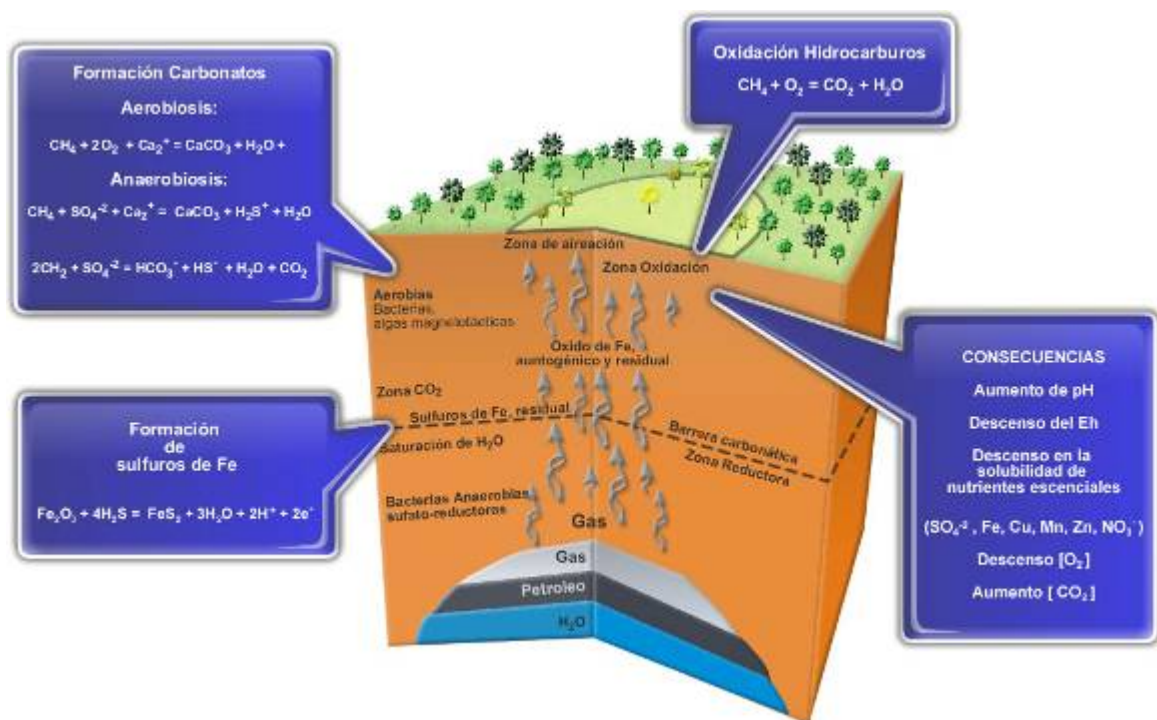 Formación Carbonatos
Aerobiosis:
CH₄ + 2O₂ + Ca₂⁺ = CaCO₃ + H₂O +
Anaerobiosis:
CH₄ + SO₄⁻² + Ca₂⁺ = CaCO₃ + H₂S⁺ + H₂O
2CH₂ + SO₄⁻² = HCO₃⁻ + HS⁻ + H₂O + CO₂
Oxidación Hidrocarburos
CH₄ + O₂ = CO₂ + H₂O
Zona de aireación
Zona Oxidación
Aerobias
Bacterias,
algas magnelotácticas
Óxido de Fe,
auntogénico y residual
Zona CO₂
Sulfuros de Fe, residual
Saturación de H₂O
Barrera carbonática
Zona Reductora
Bacterias Anaerobias
sufato-reductoras
Gas
Gas
Petroleo
H₂O
Formación
de
sulfuros de Fe
Fe₂O₃ + 4H₂S = FeS₂ + 3H₂O + 2H⁺ + 2e⁻
CONSECUENCIAS
Aumento de pH
Descenso del Eh
Descenso en la
solubilidad de
nutrientes escenciales
(SO₄⁻², Fe, Cu, Mn, Zn, NO₃⁻)
Descenso [O₂]
Aumento [ CO₂]